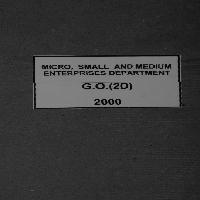 MICRO, SMALL AND MEDIUM
ENTERPRISES DEPARTMENT
G.O.(2D)
2000